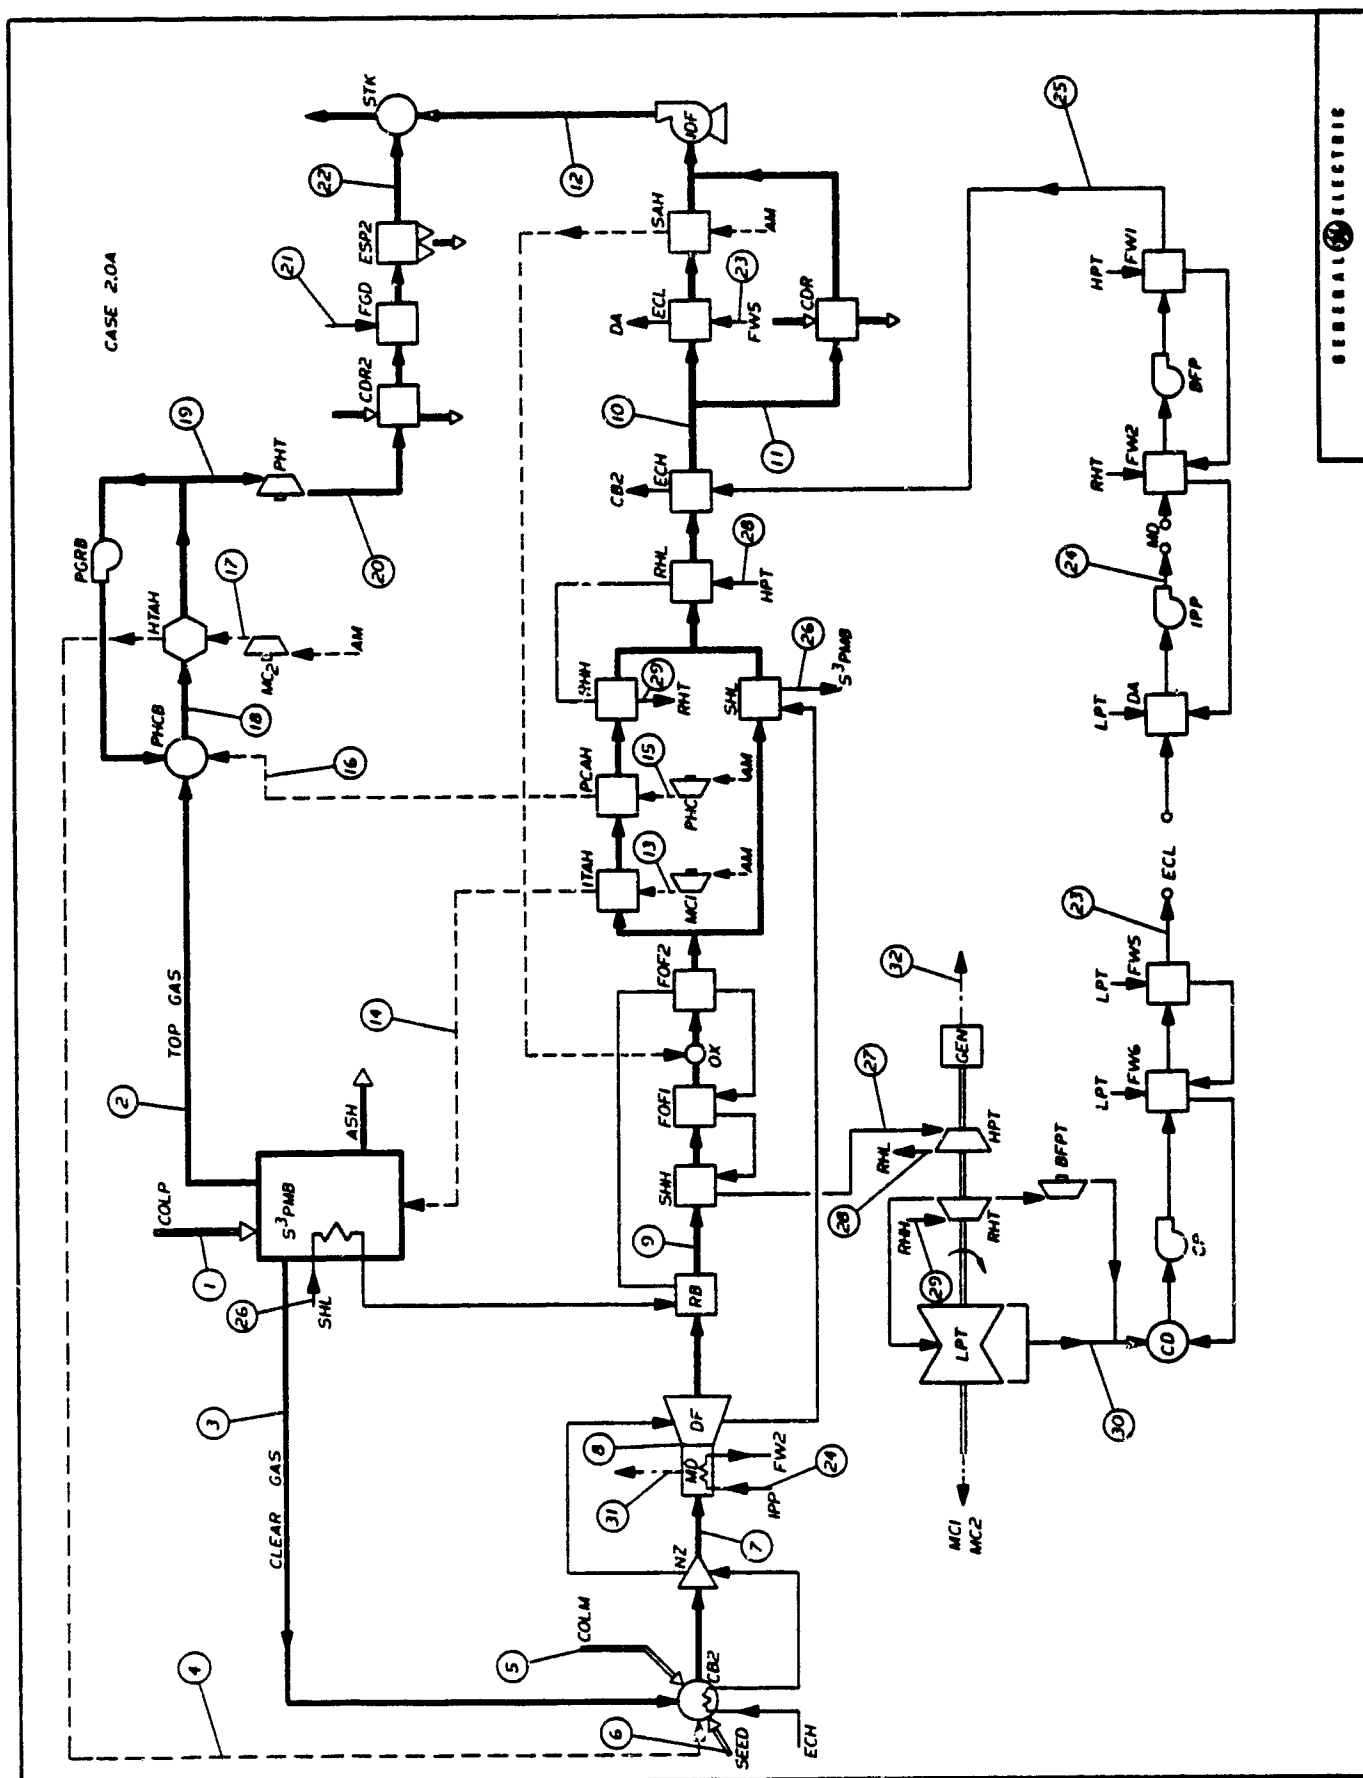 CASE 2.0A
STK
22
12
21
ESP2
FGD
CDR2
19
PHT
20
PGRB
17
IHTAH
MC2
AM
PHCB
18
16
TOP GAS
2
14
ASH
COLP
S³PMB
1
26
SHL
3
CLEAR GAS
4
IDF
SAH
AM
ECL
DA
23
FW5
CDR
10
11
ECH
CB2
RHL
28
HPT
RHH
29
RHT
26
S³PMB
SHL
PCAH
15
PHC
AM
ITAH
13
MC1
AM
FOF2
OX
FOF1
SHH
9
RB
DF
8
MD
31
FW2
24
IPP
NZ
7
COLM
5
CB2
6
SEED
ECH
25
HPT
FW1
BFP
RHT
FW2
MD
24
IPP
LPT
DA
ECL
23
LPT
FW5
LPT
FW6
CP
CD
30
32
GEN
27
HPT
RHL
28
BFPT
RHT
RHH
29
LPT
MC1
MC2
GENERAL ELECTRIC